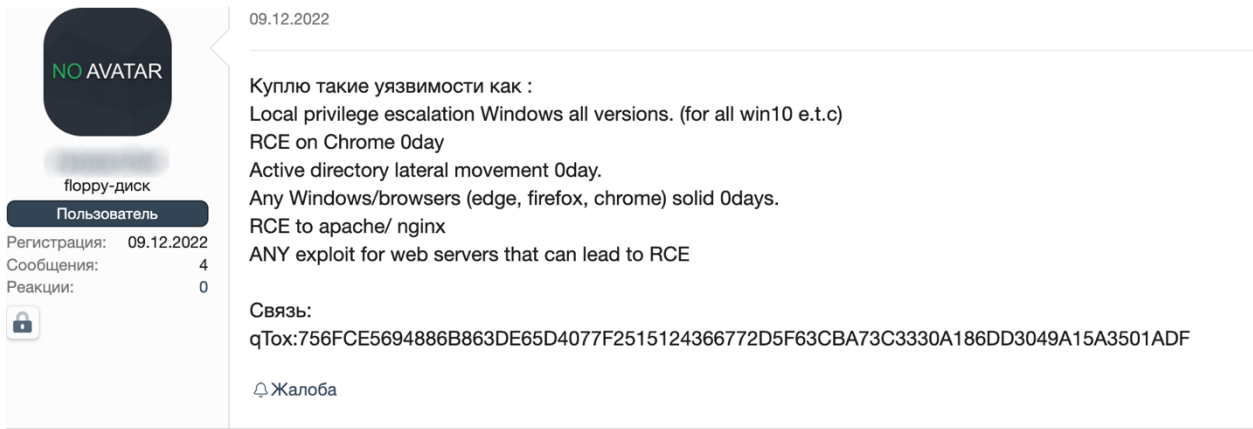 09.12.2022
NO AVATAR
floppy-диск
Пользователь
Регистрация: 09.12.2022
Сообщения: 4
Реакции: 0
Куплю такие уязвимости как :
Local privilege escalation Windows all versions. (for all win10 e.t.c)
RCE on Chrome 0day
Active directory lateral movement 0day.
Any Windows/browsers (edge, firefox, chrome) solid 0days.
RCE to apache/ nginx
ANY exploit for web servers that can lead to RCE
Связь:
qTox:756FCE5694886B863DE65D4077F2515124366772D5F63CBA73C3330A186DD3049A15A3501ADF
Жалоба